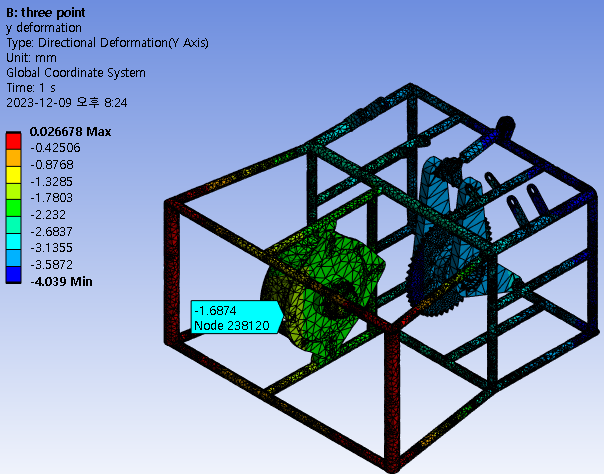 B: three point
y deformation
Type: Directional Deformation(Y Axis)
Unit: mm
Global Coordinate System
Time: 1 s
2023-12-09 오후 8:24
0.026678 Max
-0.42506
-0.8768
-1.3285
-1.7803
-2.232
-2.6837
-3.1355
-3.5872
-4.039 Min
-1.6874
Node 238120